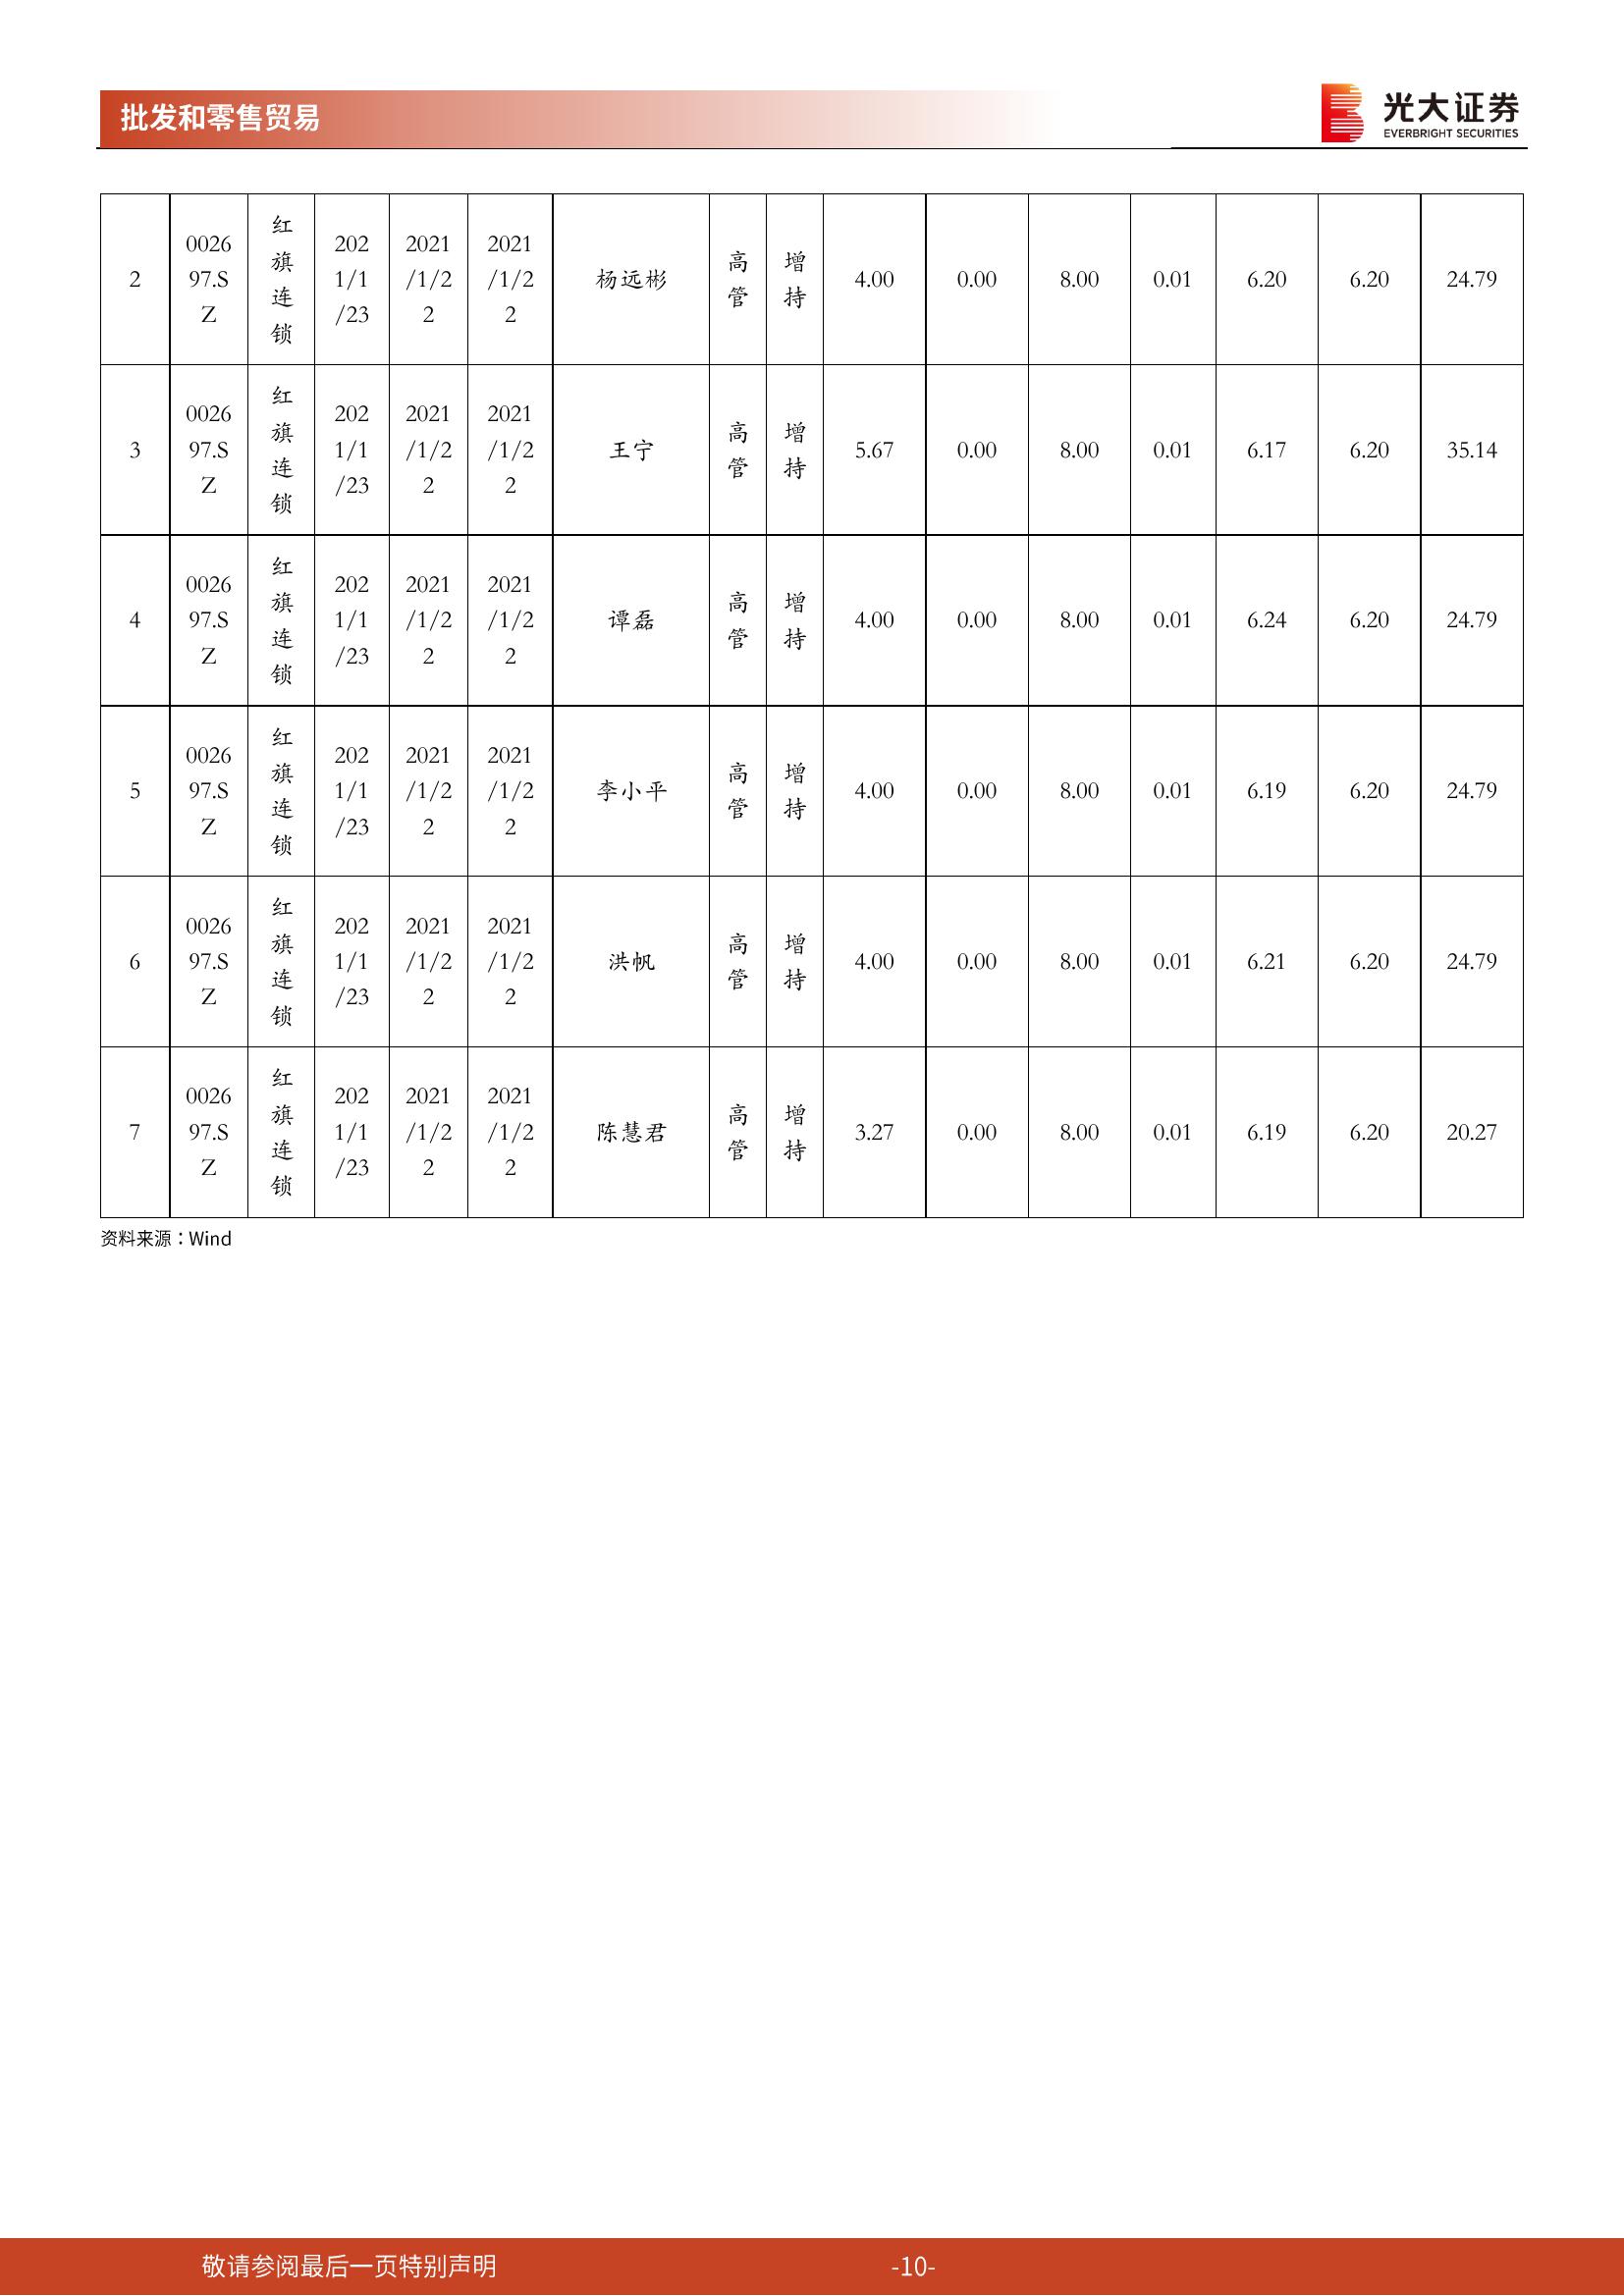 批发和零售贸易
光大证券
EVERBRIGHT SECURITIES
2 002697.SZ 红旗连锁 2021/1/23 2021/1/22 2021/1/22 杨远彬 高管 增持 4.00 0.00 8.00 0.01 6.20 6.20 24.79
3 002697.SZ 红旗连锁 2021/1/23 2021/1/22 2021/1/22 王宁 高管 增持 5.67 0.00 8.00 0.01 6.17 6.20 35.14
4 002697.SZ 红旗连锁 2021/1/23 2021/1/22 2021/1/22 谭磊 高管 增持 4.00 0.00 8.00 0.01 6.24 6.20 24.79
5 002697.SZ 红旗连锁 2021/1/23 2021/1/22 2021/1/22 李小平 高管 增持 4.00 0.00 8.00 0.01 6.19 6.20 24.79
6 002697.SZ 红旗连锁 2021/1/23 2021/1/22 2021/1/22 洪帆 高管 增持 4.00 0.00 8.00 0.01 6.21 6.20 24.79
7 002697.SZ 红旗连锁 2021/1/23 2021/1/22 2021/1/22 陈慧君 高管 增持 3.27 0.00 8.00 0.01 6.19 6.20 20.27
资料来源：Wind
敬请参阅最后一页特别声明 -10-